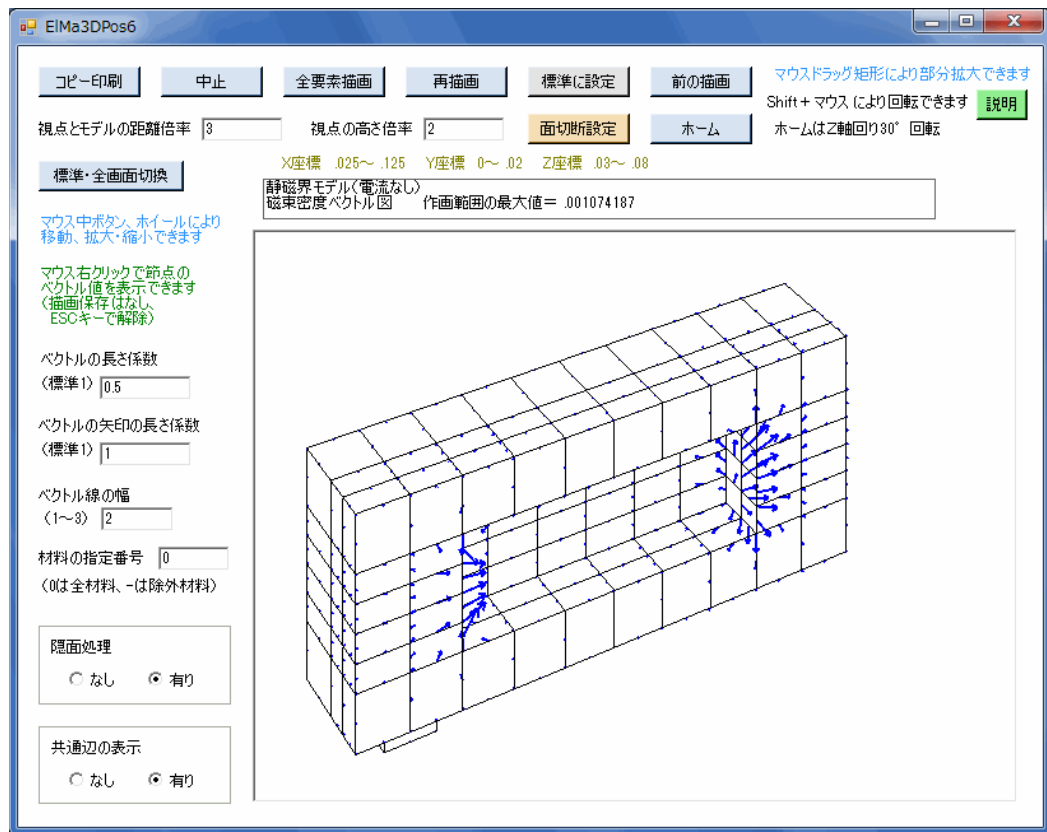 ElMa3DPos6
コピー印刷
中止
全要素描画
再描画
標準に設定
前の描画
マウスドラッグ矩形により部分拡大できます
Shift+マウス により回転できます
説明
視点とモデルの距離倍率 3
視点の高さ倍率 2
面切断設定
ホーム
ホームはZ軸回り30° 回転
標準・全画面切換
X座標 .025～ .125 Y座標 0～ .02 Z座標 .03～ .08
静磁界モデル(電流なし)
磁束密度ベクトル図 作画範囲の最大値＝ .001074187
マウス中ボタン、ホイールにより
移動、拡大・縮小できます
マウス右クリックで節点の
ベクトル値を表示できます
(描画保存はなし、
ESCキーで解除)
ベクトルの長さ係数
(標準1) 0.5
ベクトルの矢印の長さ係数
(標準1) 1
ベクトル線の幅
(1～3) 2
材料の指定番号 0
(0は全材料、-は除外材料)
隠面処理
なし 有り
共通辺の表示
なし 有り